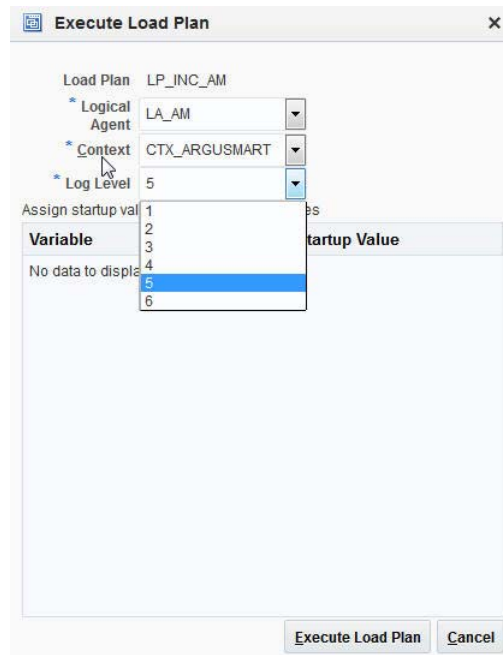 Execute Load Plan
Load Plan LP_INC_AM
* Logical Agent LA_AM
* Context CTX_ARGUSMART
* Log Level 5
Assign startup val
1
2
3
4
5
6
Variable
tartup Value
No data to displa
Execute Load Plan Cancel